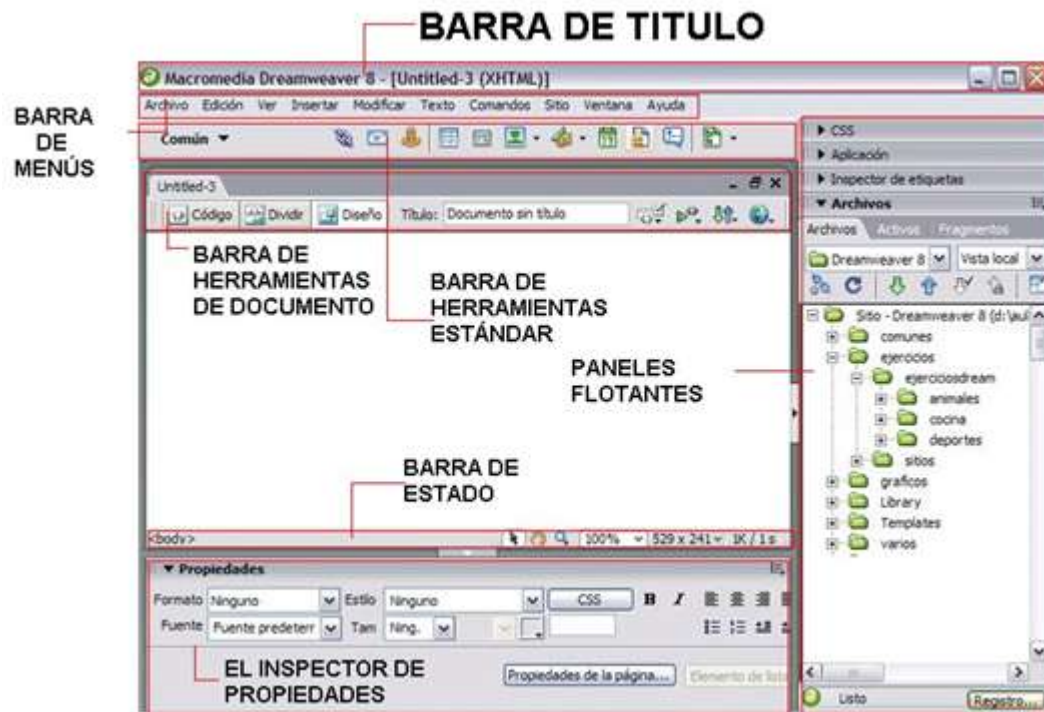 BARRA DE TITULO
Macromedia Dreamweaver 8 - [Untitled-3 (XHTML)]
BARRA
DE
MENÚS
Archivo Edición Ver Insertar Modificar Texto Comandos Sitio Ventana Ayuda
Común
CSS
Aplicación
Inspector de etiquetas
Archivos
Archivos Activos Fragmentos
Dreamweaver 8 Vista local
Untitled-3
Código Dividir Diseño Título: Documento sin título
BARRA DE
HERRAMIENTAS
DE DOCUMENTO
BARRA DE
HERRAMIENTAS
ESTÁNDAR
PANELES
FLOTANTES
Sitio - Dreamweaver 8 (d:\aul
comunes
ejercicios
ejerciciosdream
animales
cocina
deportes
sitios
graficos
Library
Templates
varios
BARRA DE
ESTADO
<body> 100% 529 x 241 1K / 1 s
Propiedades
Formato Ninguno Estilo Ninguno CSS B I
Fuente Fuente predeterr Tam Ning.
EL INSPECTOR DE
PROPIEDADES
Propiedades de la página... Elemento de lista
Listo Registro...